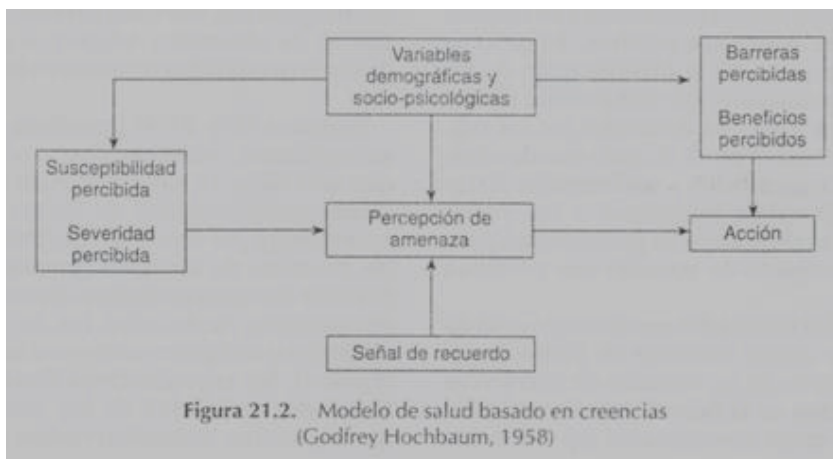 Variables
demográficas y
socio-psicológicas
Barreras
percibidas
Beneficios
percibidos
Susceptibilidad
percibida
Severidad
percibida
Percepción de
amenaza
Acción
Señal de recuerdo
Figura 21.2. Modelo de salud basado en creencias
(Godfrey Hochbaum, 1958)